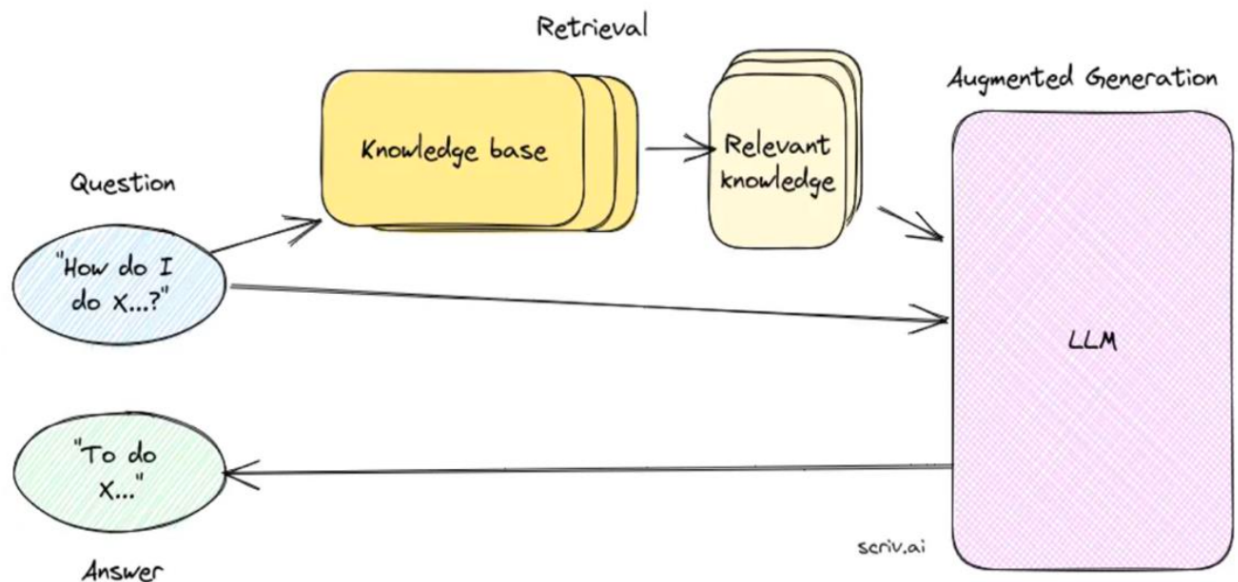 Retrieval
Augmented Generation
Knowledge base
Relevant
knowledge
Question
"How do I
do X...?"
LLM
"To do
X..."
scriv.ai
Answer